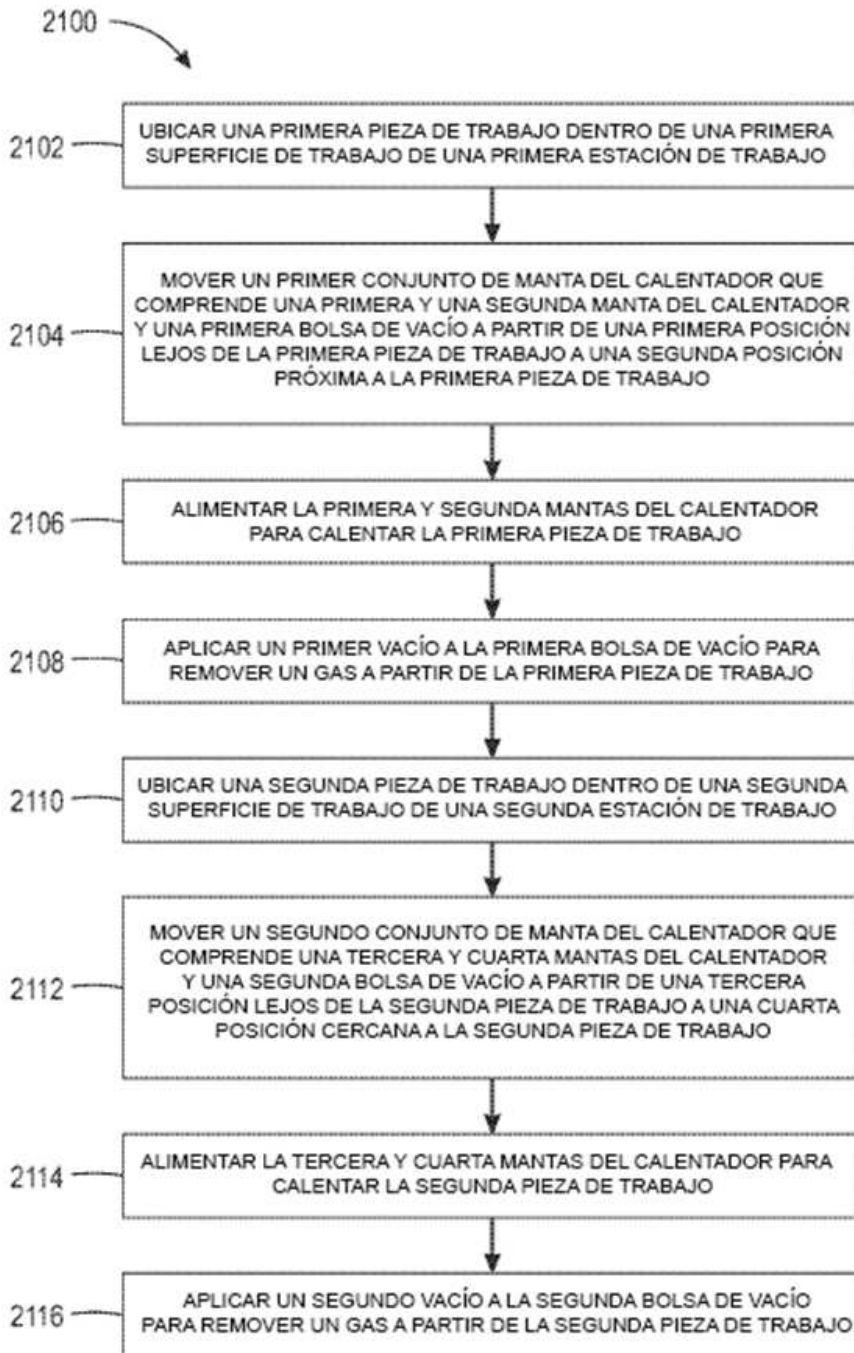 2100
2102
UBICAR UNA PRIMERA PIEZA DE TRABAJO DENTRO DE UNA PRIMERA
SUPERFICIE DE TRABAJO DE UNA PRIMERA ESTACIÓN DE TRABAJO
2104
MOVER UN PRIMER CONJUNTO DE MANTA DEL CALENTADOR QUE
COMPRENDE UNA PRIMERA Y UNA SEGUNDA MANTA DEL CALENTADOR
Y UNA PRIMERA BOLSA DE VACÍO A PARTIR DE UNA PRIMERA POSICIÓN
LEJOS DE LA PRIMERA PIEZA DE TRABAJO A UNA SEGUNDA POSICIÓN
PRÓXIMA A LA PRIMERA PIEZA DE TRABAJO
2106
ALIMENTAR LA PRIMERA Y SEGUNDA MANTAS DEL CALENTADOR
PARA CALENTAR LA PRIMERA PIEZA DE TRABAJO
2108
APLICAR UN PRIMER VACÍO A LA PRIMERA BOLSA DE VACÍO PARA
REMOVER UN GAS A PARTIR DE LA PRIMERA PIEZA DE TRABAJO
2110
UBICAR UNA SEGUNDA PIEZA DE TRABAJO DENTRO DE UNA SEGUNDA
SUPERFICIE DE TRABAJO DE UNA SEGUNDA ESTACIÓN DE TRABAJO
2112
MOVER UN SEGUNDO CONJUNTO DE MANTA DEL CALENTADOR QUE
COMPRENDE UNA TERCERA Y CUARTA MANTAS DEL CALENTADOR
Y UNA SEGUNDA BOLSA DE VACÍO A PARTIR DE UNA TERCERA
POSICIÓN LEJOS DE LA SEGUNDA PIEZA DE TRABAJO A UNA CUARTA
POSICIÓN CERCANA A LA SEGUNDA PIEZA DE TRABAJO
2114
ALIMENTAR LA TERCERA Y CUARTA MANTAS DEL CALENTADOR PARA
CALENTAR LA SEGUNDA PIEZA DE TRABAJO
2116
APLICAR UN SEGUNDO VACÍO A LA SEGUNDA BOLSA DE VACÍO
PARA REMOVER UN GAS A PARTIR DE LA SEGUNDA PIEZA DE TRABAJO